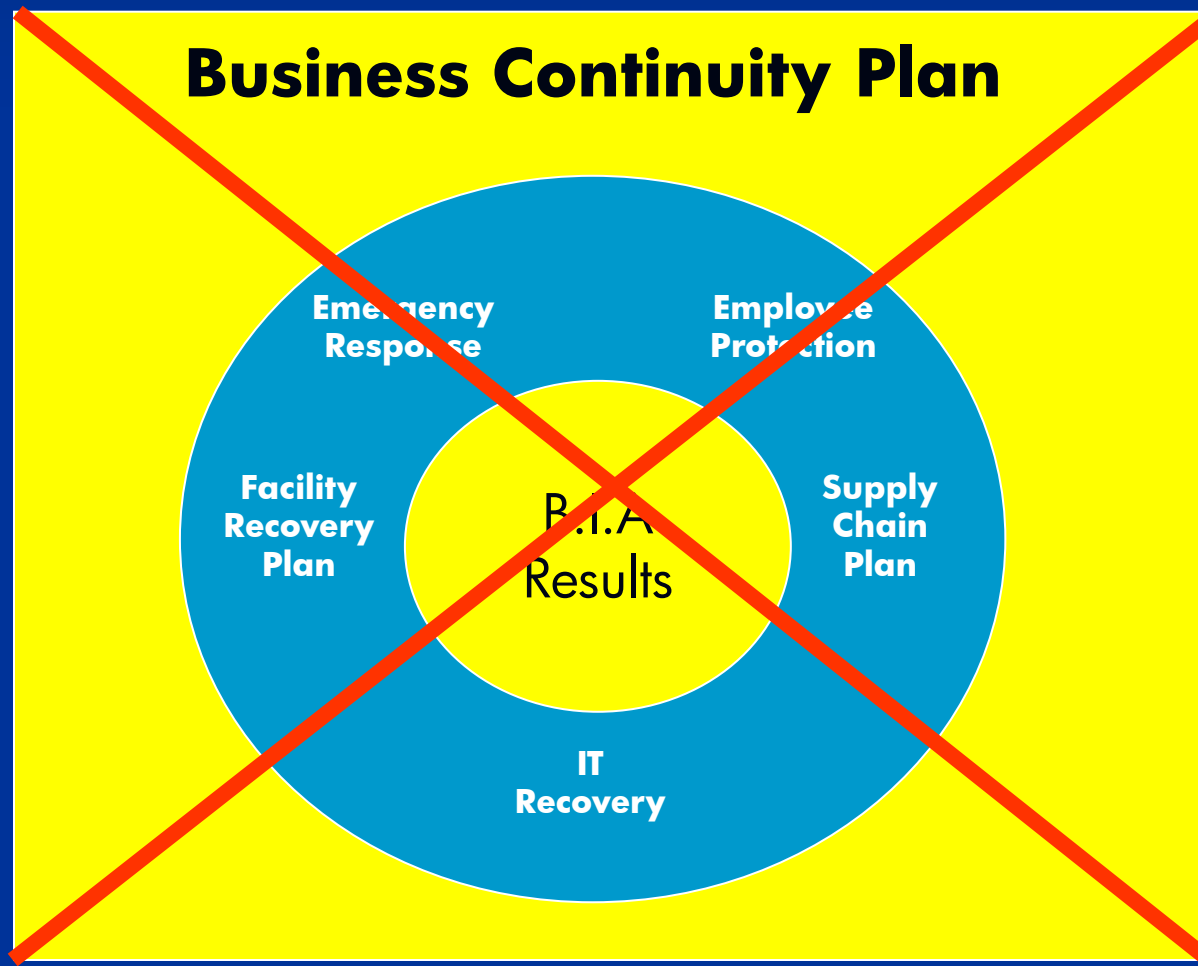 Business Continuity Plan
Emergency
Response
Employee
Protection
Facility
Recovery
Plan
B.I.A
Results
Supply
Chain
Plan
IT
Recovery